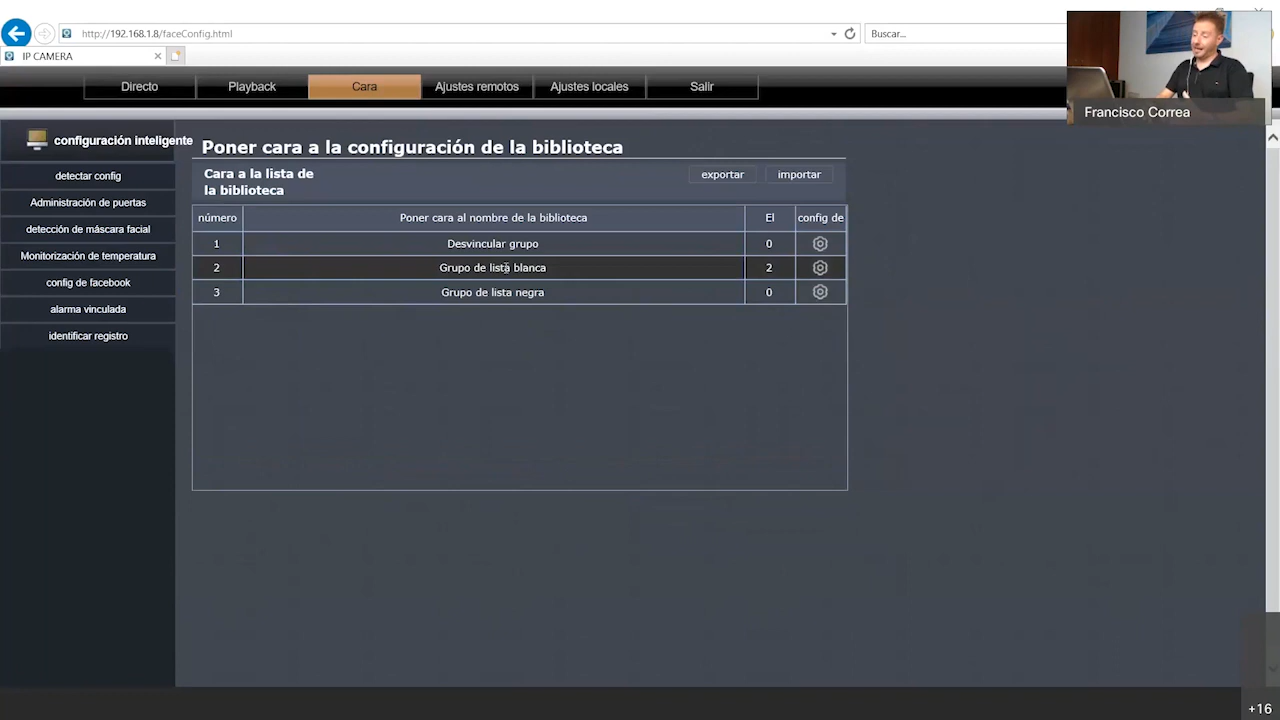 http://192.168.1.8/faceConfig.html
Buscar...
IP CAMERA
Directo
Playback
Cara
Ajustes remotos
Ajustes locales
Salir
Francisco Correa
configuración inteligente
detectar config
Administración de puertas
detección de máscara facial
Monitorización de temperatura
config de facebook
alarma vinculada
identificar registro
Poner cara a la configuración de la biblioteca
Cara a la lista de
la biblioteca
exportar
importar
número
Poner cara al nombre de la biblioteca
El
config de
1
Desvincular grupo
0
2
Grupo de lista blanca
2
3
Grupo de lista negra
0
+16